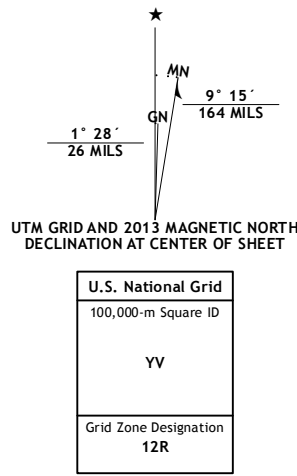 MN
GN
9° 15´
164 MILS
1° 28´
26 MILS
UTM GRID AND 2013 MAGNETIC NORTH
DECLINATION AT CENTER OF SHEET
U.S. National Grid
100,000-m Square ID
YV
Grid Zone Designation
12R